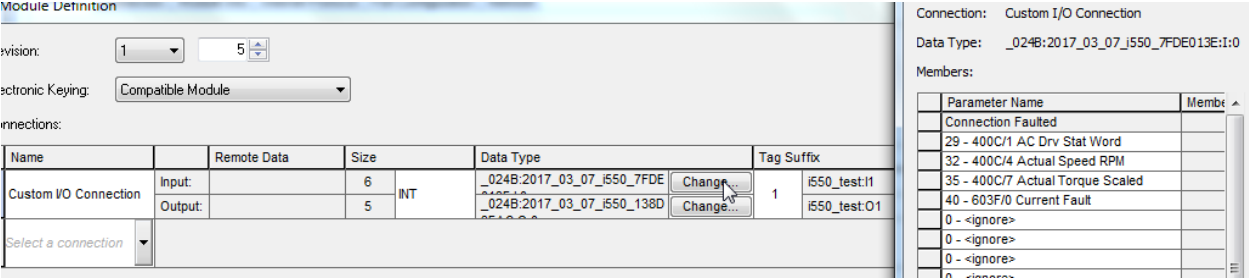 Module Definition
evision: 1 5
ectronic Keying: Compatible Module
nnections:
Name Remote Data Size Data Type Tag Suffix
Custom I/O Connection Input: 6 INT _024B:2017_03_07_i550_7FDE Change... 1 i550_test:I1
Output: 5 _024B:2017_03_07_i550_138D Change... i550_test:O1
Select a connection
Connection: Custom I/O Connection
Data Type: _024B:2017_03_07_i550_7FDE013E:I:0
Members:
Parameter Name Membe
Connection Faulted
29 - 400C/1 AC Drv Stat Word
32 - 400C/4 Actual Speed RPM
35 - 400C/7 Actual Torque Scaled
40 - 603F/0 Current Fault
0 - <ignore>
0 - <ignore>
0 - <ignore>
0 - <ignore>